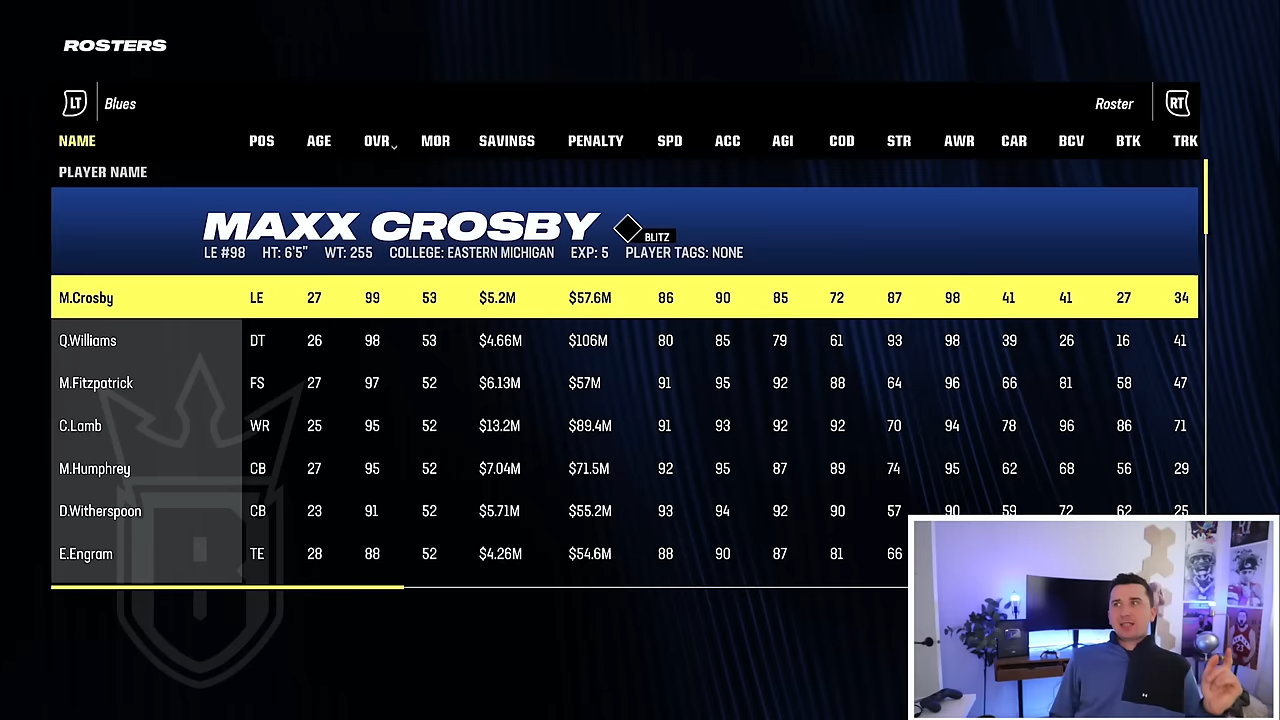 ROSTERS
LT Blues Roster RT
NAME POS AGE OVR MOR SAVINGS PENALTY SPD ACC AGI COD STR AWR CAR BCV BTK TRK
PLAYER NAME
MAXX CROSBY BLITZ
LE #98 HT: 6'5" WT: 255 COLLEGE: EASTERN MICHIGAN EXP: 5 PLAYER TAGS: NONE
M.Crosby LE 27 99 53 $5.2M $57.6M 86 90 85 72 87 98 41 41 27 34
Q.Williams DT 26 98 53 $4.66M $106M 80 85 79 61 93 98 39 26 16 41
M.Fitzpatrick FS 27 97 52 $6.13M $57M 91 95 92 88 64 96 66 81 58 47
C.Lamb WR 25 95 52 $13.2M $89.4M 91 93 92 92 70 94 78 96 86 71
M.Humphrey CB 27 95 52 $7.04M $71.5M 92 95 87 89 74 95 62 68 56 29
D.Witherspoon CB 23 91 52 $5.71M $55.2M 93 94 92 90 57 90 59 72 62 25
E.Engram TE 28 88 52 $4.26M $54.6M 88 90 87 81 66